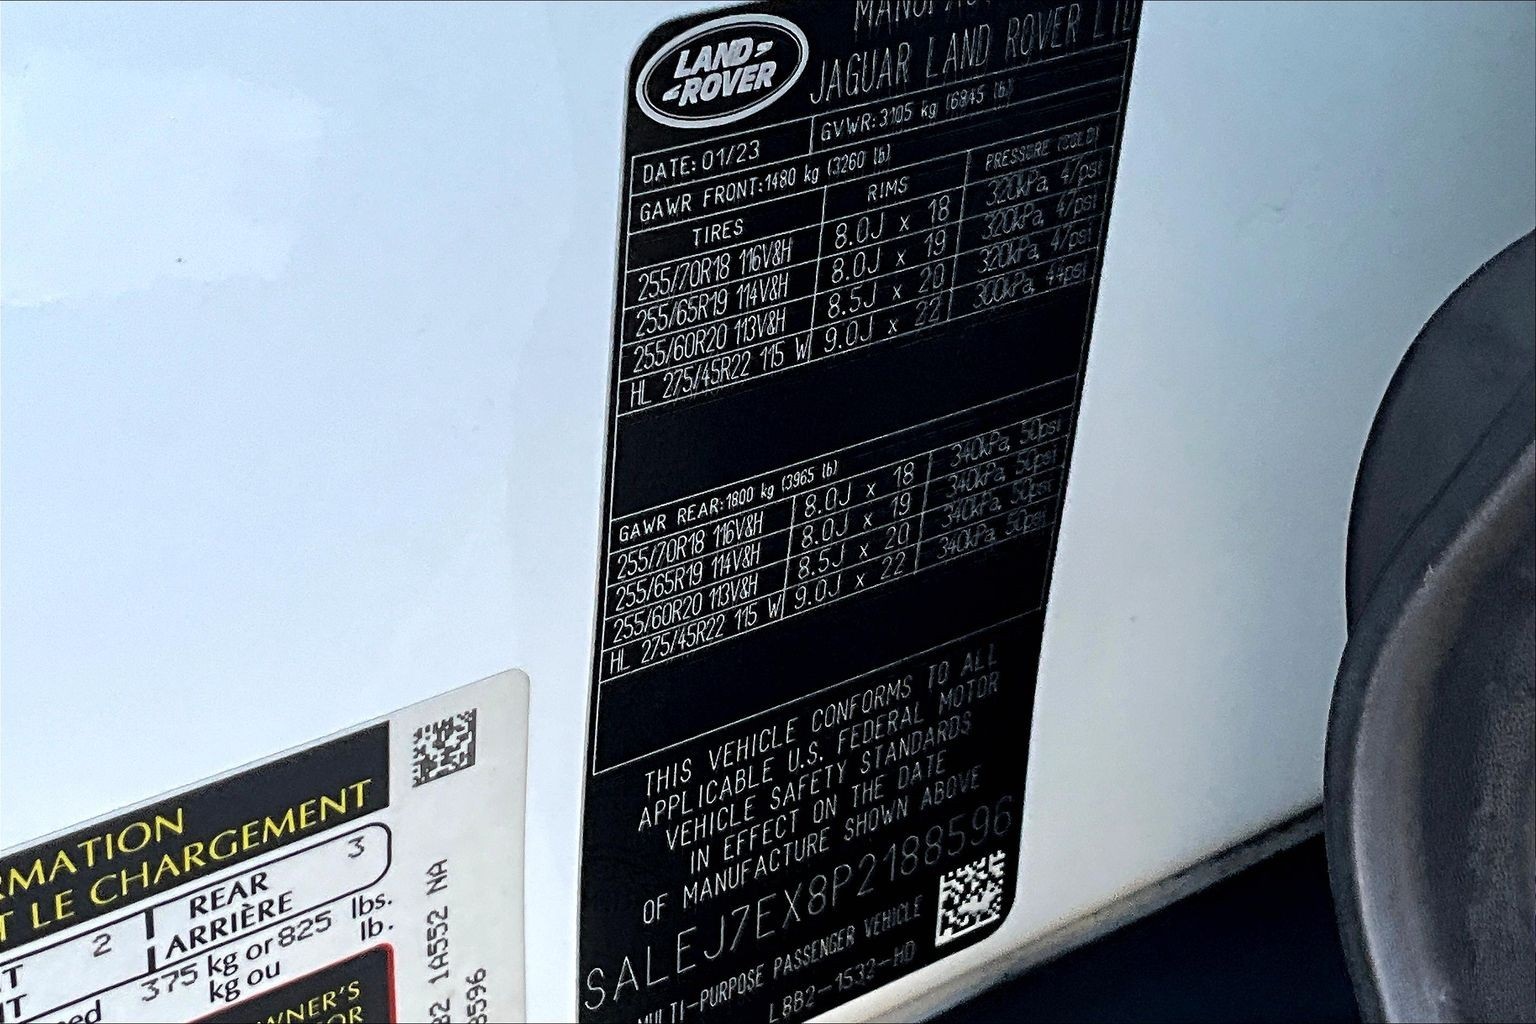 LAND
ROVER
JAGUAR LAND ROVER LTD
DATE: 01/23
GVWR:3105 kg (6845 lb)
GAWR FRONT:1480 kg (3260 lb)
TIRES RIMS PRESSURE (COLD)
255/70R18 116V&H 8.0J x 18 320kPa, 47psi
255/65R19 114V&H 8.0J x 19 320kPa, 47psi
255/60R20 113V&H 8.5J x 20 320kPa, 47psi
HL 275/45R22 115 W 9.0J x 22 300kPa, 44psi
GAWR REAR:1800 kg (3965 lb)
255/70R18 116V&H 8.0J x 18 340kPa, 50psi
255/65R19 114V&H 8.0J x 19 340kPa, 50psi
255/60R20 113V&H 8.5J x 20 340kPa, 50psi
HL 275/45R22 115 W 9.0J x 22 340kPa, 50psi
THIS VEHICLE CONFORMS TO ALL
APPLICABLE U.S. FEDERAL MOTOR
VEHICLE SAFETY STANDARDS
IN EFFECT ON THE DATE
OF MANUFACTURE SHOWN ABOVE
SALEJ7EX8P2188596
MULTI-PURPOSE PASSENGER VEHICLE
L8B2-1532-HD
RMATION
T LE CHARGEMENT
2 REAR 3
ARRIÈRE
375 kg or 825 lbs.
kg ou lb.
WNER'S
1A552 NA
8596